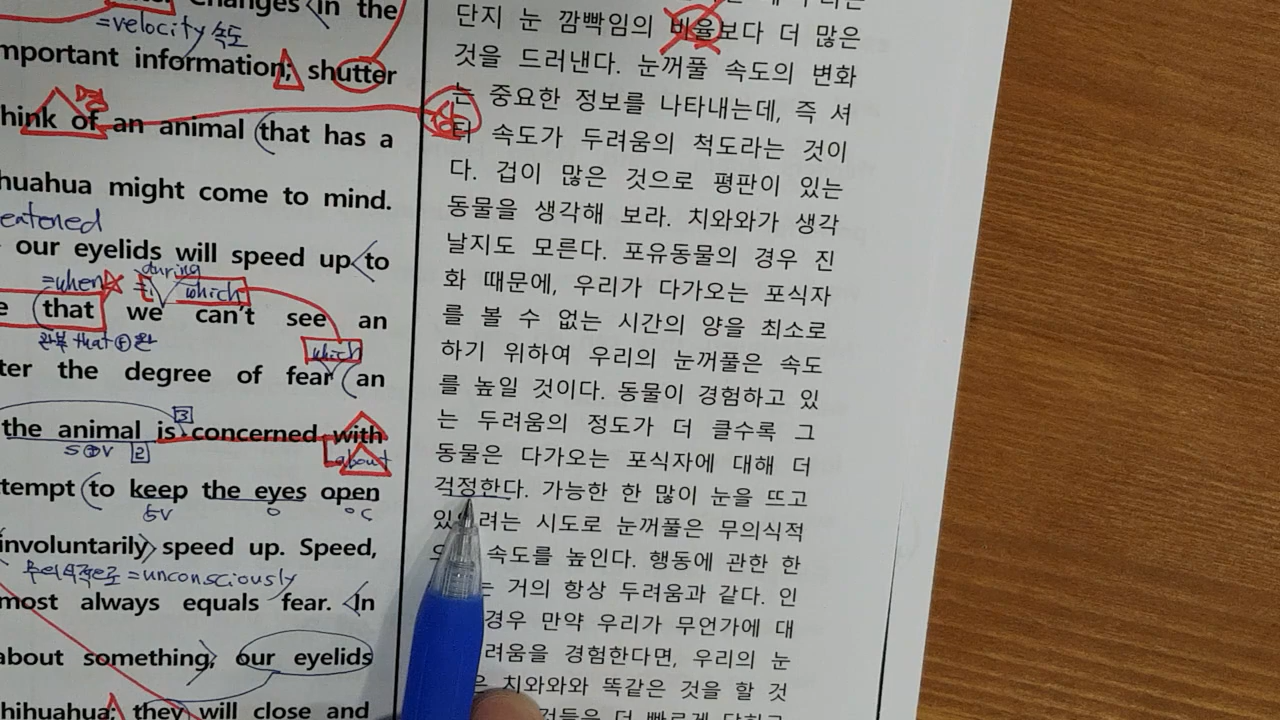 changes in the
=velocity 속도
mportant information; shutter
hink of an animal that has a
huahua might come to mind.
eatened
our eyelids will speed up to
=when
during
which
that we can't see an
관부 that ⓕ완
which
ter the degree of fear an
the animal is concerned with
3
2
about
ttempt to keep the eyes open
5V
o
oc
involuntarily speed up. Speed,
무의식적으로 =unconsciously
most always equals fear. In
about something, our eyelids
hihuahua; they will close and
단지 눈 깜빡임의 비율보다 더 많은
것을 드러낸다. 눈꺼풀 속도의 변화
는 중요한 정보를 나타내는데, 즉 셔
터 속도가 두려움의 척도라는 것이
다. 겁이 많은 것으로 평판이 있는
동물을 생각해 보라. 치와와가 생각
날지도 모른다. 포유동물의 경우 진
화 때문에, 우리가 다가오는 포식자
를 볼 수 없는 시간의 양을 최소로
하기 위하여 우리의 눈꺼풀은 속도
를 높일 것이다. 동물이 경험하고 있
는 두려움의 정도가 더 클수록 그
동물은 다가오는 포식자에 대해 더
걱정한다. 가능한 한 많이 눈을 뜨고
있 려는 시도로 눈꺼풀은 무의식적
속도를 높인다. 행동에 관한 한
는 거의 항상 두려움과 같다. 인
경우 만약 우리가 무언가에 대
려움을 경험한다면, 우리의 눈
은 치와와와 똑같은 것을 할 것
더 빠르게